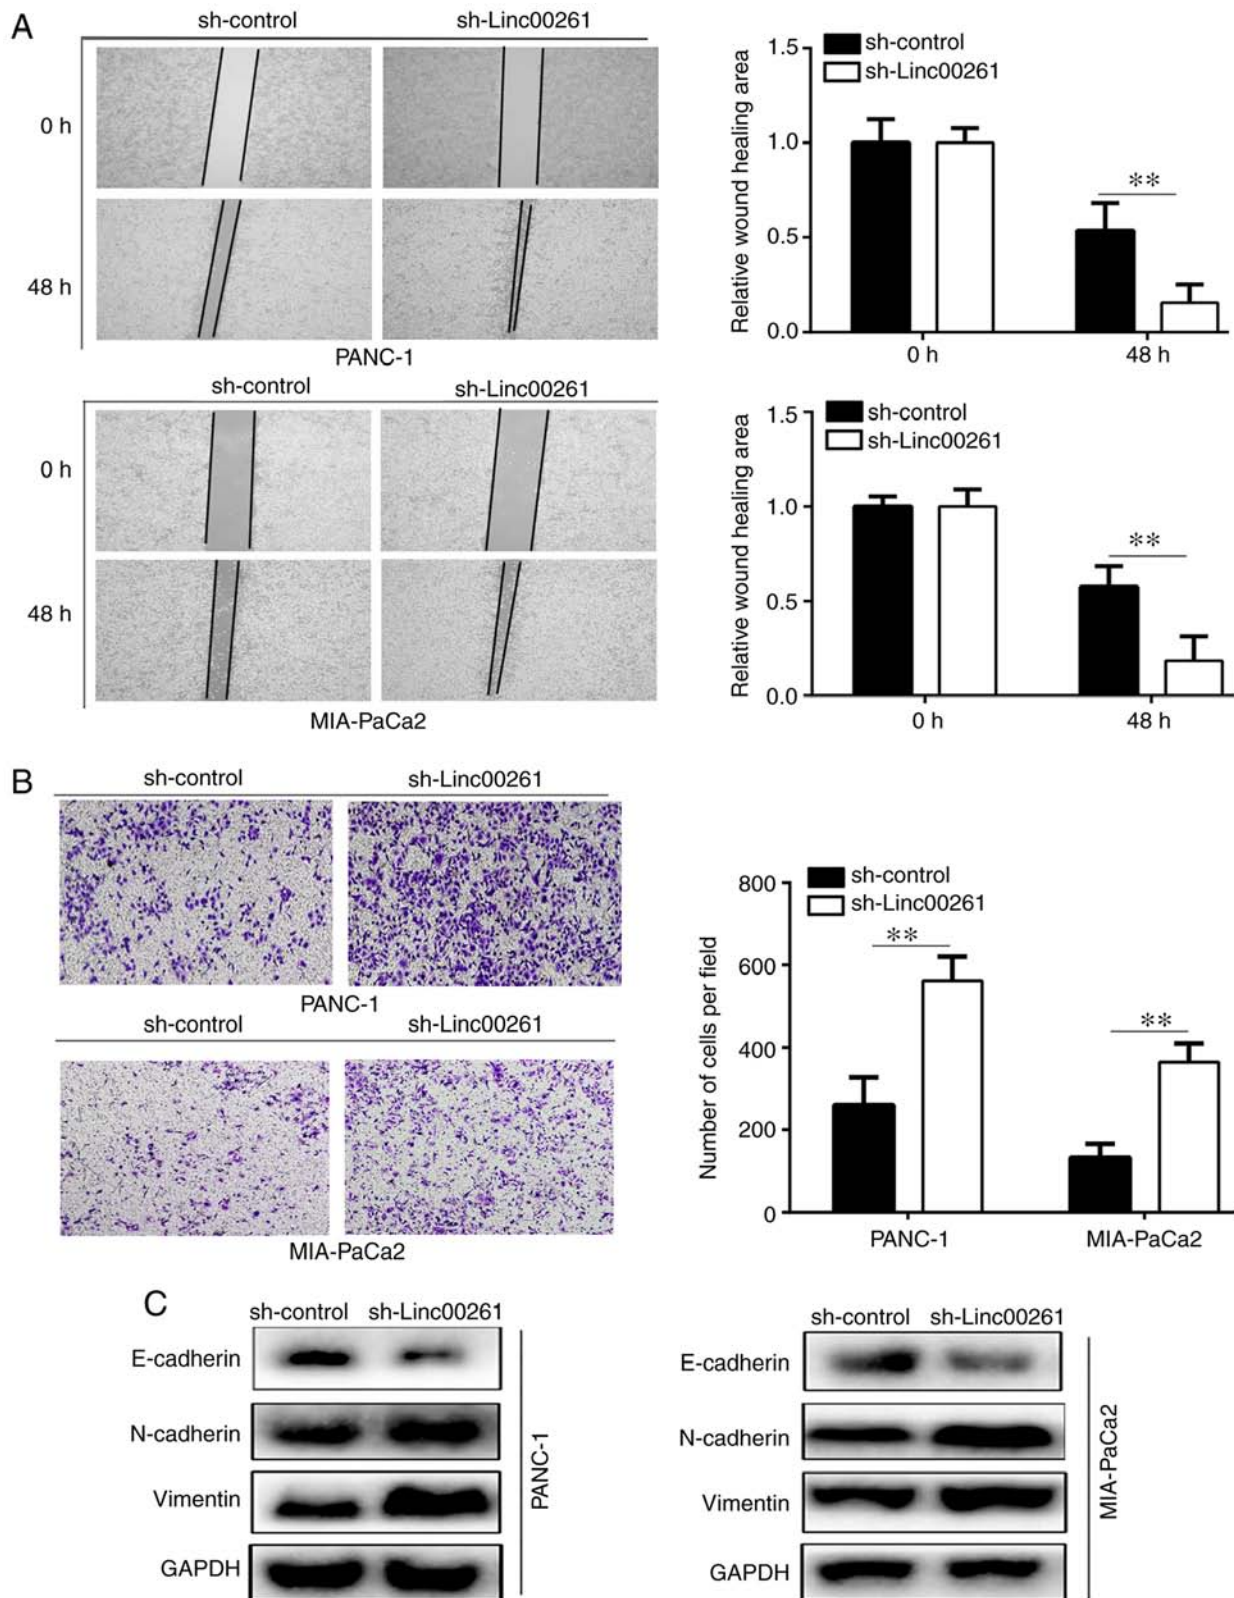 A
sh-control sh-Linc00261
0 h
48 h
PANC-1
sh-control sh-Linc00261
0 h
48 h
MIA-PaCa2
sh-control
sh-Linc00261
Relative wound healing area
1.5
1.0
0.5
0.0
**
0 h 48 h
sh-control
sh-Linc00261
Relative wound healing area
1.5
1.0
0.5
0.0
**
0 h 48 h
B
sh-control sh-Linc00261
PANC-1
sh-control sh-Linc00261
MIA-PaCa2
sh-control
sh-Linc00261
Number of cells per field
800
600
400
200
0
**
**
PANC-1 MIA-PaCa2
C
sh-control sh-Linc00261
E-cadherin
N-cadherin
Vimentin
GAPDH
PANC-1
sh-control sh-Linc00261
E-cadherin
N-cadherin
Vimentin
GAPDH
MIA-PaCa2